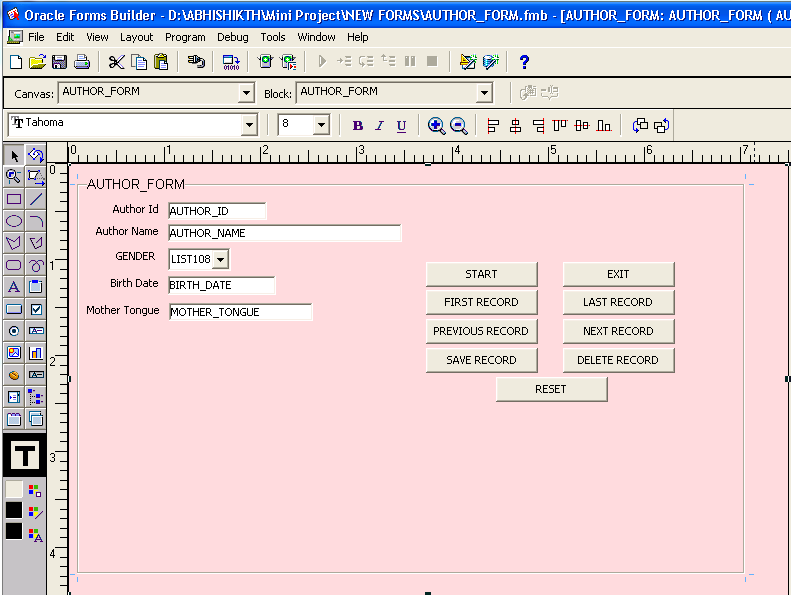 Oracle Forms Builder - D:\ABHISHIKTH\Mini Project\NEW FORMS\AUTHOR_FORM.fmb - [AUTHOR_FORM: AUTHOR_FORM ( AU
File Edit View Layout Program Debug Tools Window Help
Canvas: AUTHOR_FORM Block: AUTHOR_FORM
Tahoma 8 B I U
0 1 2 3 4 5 6 7
0
AUTHOR_FORM
Author Id AUTHOR_ID
Author Name AUTHOR_NAME
GENDER LIST108
1
START EXIT
Birth Date BIRTH_DATE
FIRST RECORD LAST RECORD
Mother Tongue MOTHER_TONGUE
PREVIOUS RECORD NEXT RECORD
2
SAVE RECORD DELETE RECORD
RESET
3
4